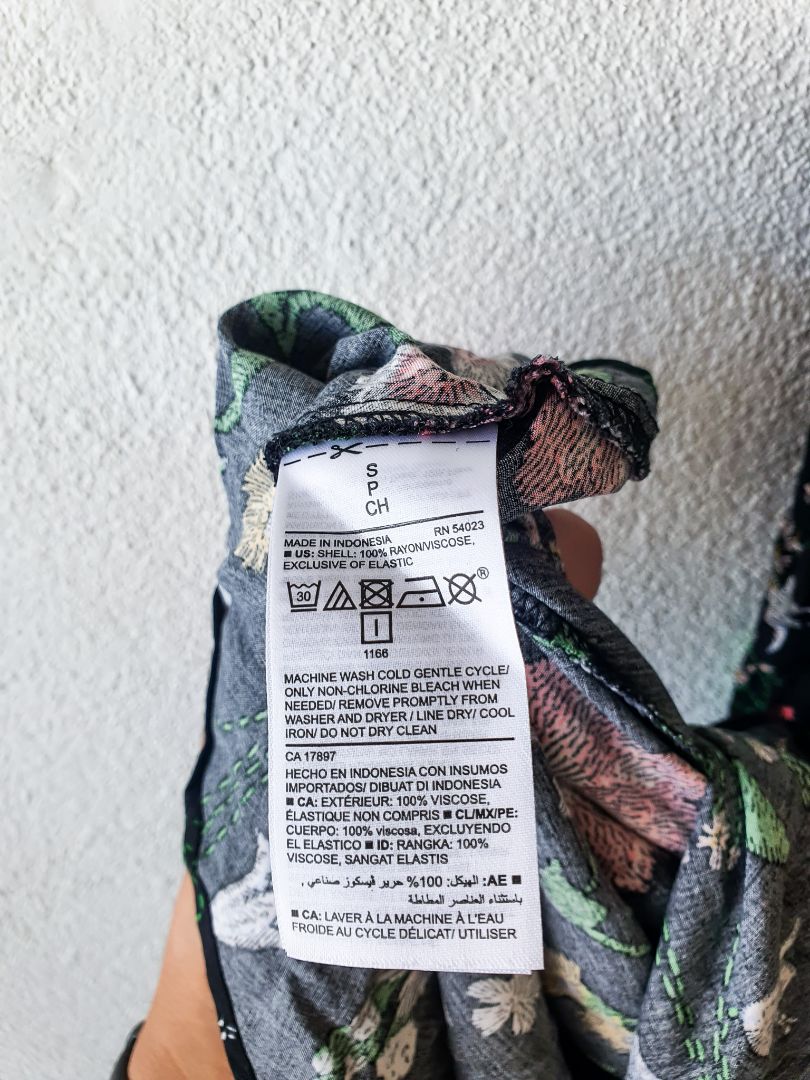 S
P
CH
RN 54023
MADE IN INDONESIA
■ US: SHELL: 100% RAYON/VISCOSE,
EXCLUSIVE OF ELASTIC
30
®
1166
MACHINE WASH COLD GENTLE CYCLE/
ONLY NON-CHLORINE BLEACH WHEN
NEEDED/ REMOVE PROMPTLY FROM
WASHER AND DRYER / LINE DRY/ COOL
IRON/ DO NOT DRY CLEAN
CA 17897
HECHO EN INDONESIA CON INSUMOS
IMPORTADOS/ DIBUAT DI INDONESIA
■ CA: EXTÉRIEUR: 100% VISCOSE,
ÉLASTIQUE NON COMPRIS ■ CL/MX/PE:
CUERPO: 100% viscosa, EXCLUYENDO
EL ELASTICO ■ ID: RANGKA: 100%
VISCOSE, SANGAT ELASTIS
■ AE: الهيكل: 100% حرير ڤيسكوز صناعي ,
باستثناء العناصر المطاطة
■ CA: LAVER À LA MACHINE À L'EAU
FROIDE AU CYCLE DÉLICAT/ UTILISER